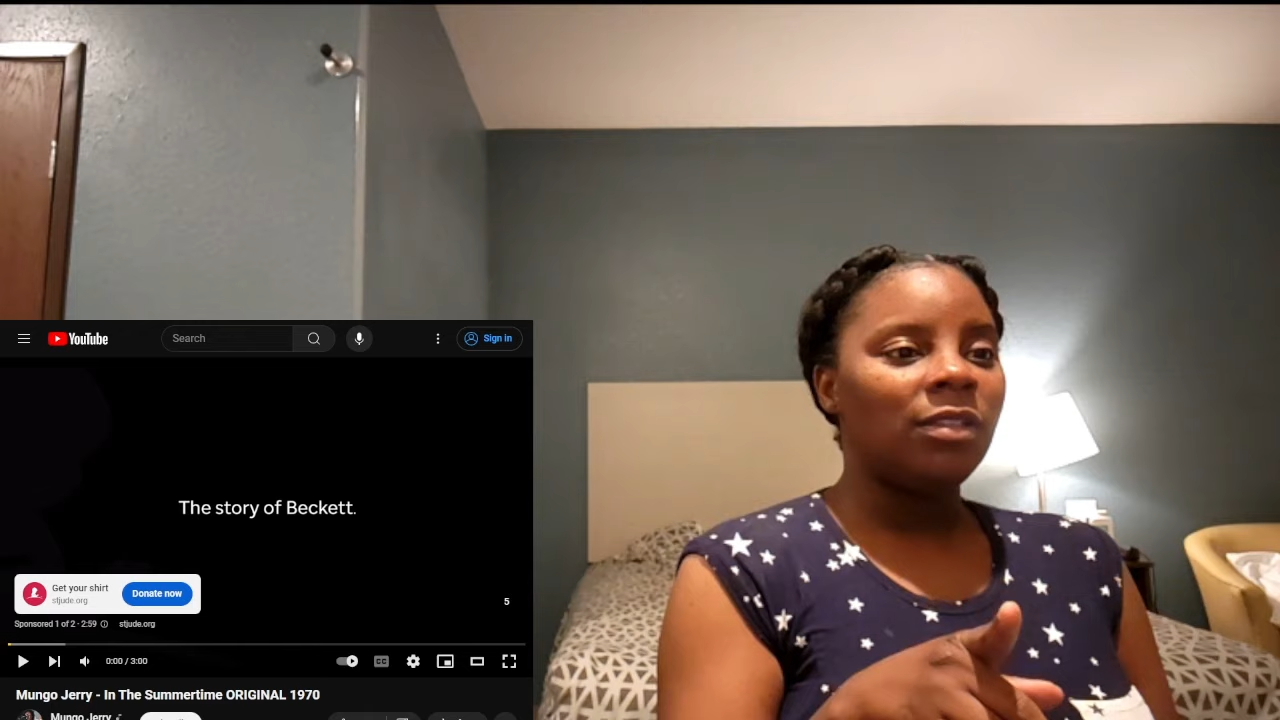 YouTube
Search
Sign in
The story of Beckett.
Get your shirt
stjude.org
Donate now
5
Sponsored 1 of 2 · 2:59
stjude.org
0:00 / 3:00
CC
Mungo Jerry - In The Summertime ORIGINAL 1970
Mungo Jerry